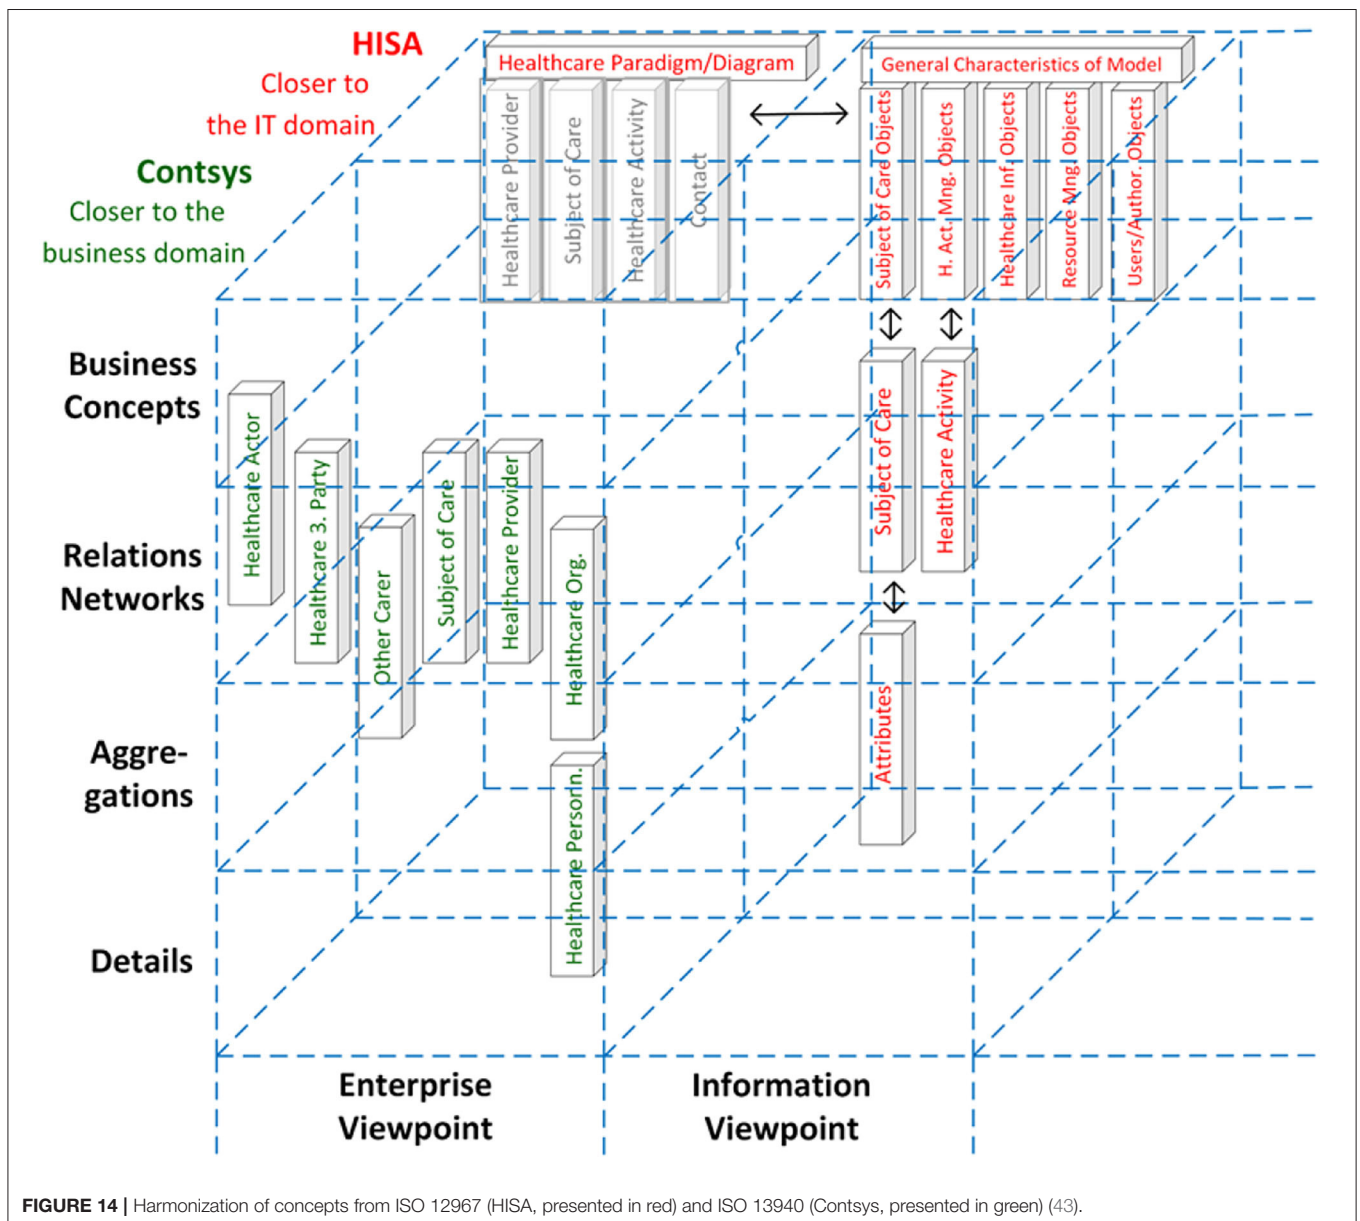 HISA
Closer to
the IT domain
Contsys
Closer to the
business domain
Healthcare Paradigm/Diagram
General Characteristics of Model
Healthcare Provider
Subject of Care
Healthcare Activity
Contact
Subject of Care Objects
H. Act. Mng. Objects
Healthcare Inf. Objects
Resource Mng. Objects
Users/Author. Objects
Business
Concepts
Healthcare Actor
Healthcare 3. Party
Other Carer
Subject of Care
Healthcare Provider
Healthcare Org.
Subject of Care
Healthcare Activity
Relations
Networks
Aggre-
gations
Healthcare Personn.
Attributes
Details
Enterprise
Viewpoint
Information
Viewpoint
FIGURE 14 | Harmonization of concepts from ISO 12967 (HISA, presented in red) and ISO 13940 (Contsys, presented in green) (43).